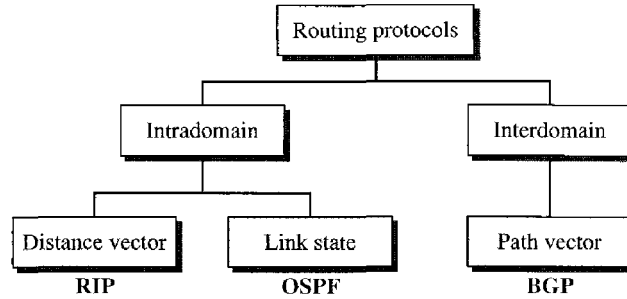 Routing protocols
Intradomain
Interdomain
Distance vector
Link state
Path vector
RIP
OSPF
BGP